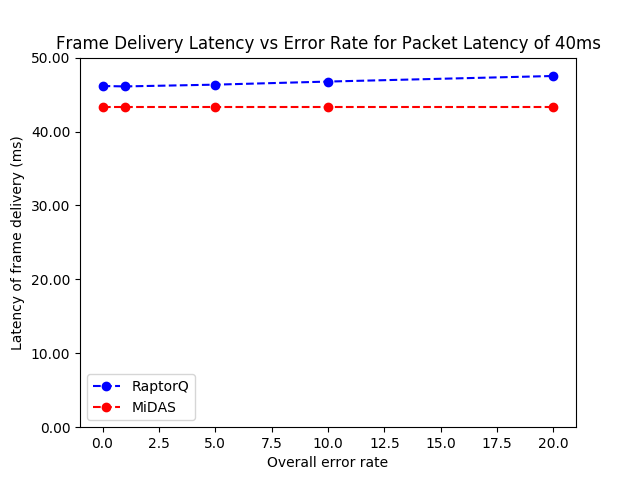 Frame Delivery Latency vs Error Rate for Packet Latency of 40ms
50.00
40.00
30.00
20.00
10.00
0.00
Latency of frame delivery (ms)
RaptorQ
MiDAS
0.0 2.5 5.0 7.5 10.0 12.5 15.0 17.5 20.0
Overall error rate